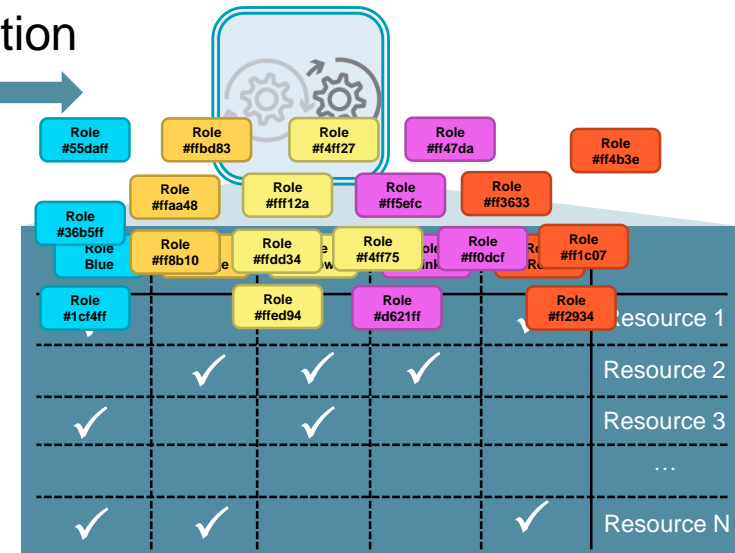 tion
Role
#55daff
Role
#ffbd83
Role
#f4ff27
Role
#ff47da
Role
#ff4b3e
Role
#ffaa48
Role
#fff12a
Role
#ff5efc
Role
#ff3633
Role
#36b5ff
Role
Blue
Role
#ff8b10
Role
#ffdd34
Role
#f4ff75
Role
#ff0dcf
Role
#ff1c07
Role
#1cf4ff
Role
#ffed94
Role
#d621ff
Role
#ff2934
Resource 1
Resource 2
Resource 3
...
Resource N